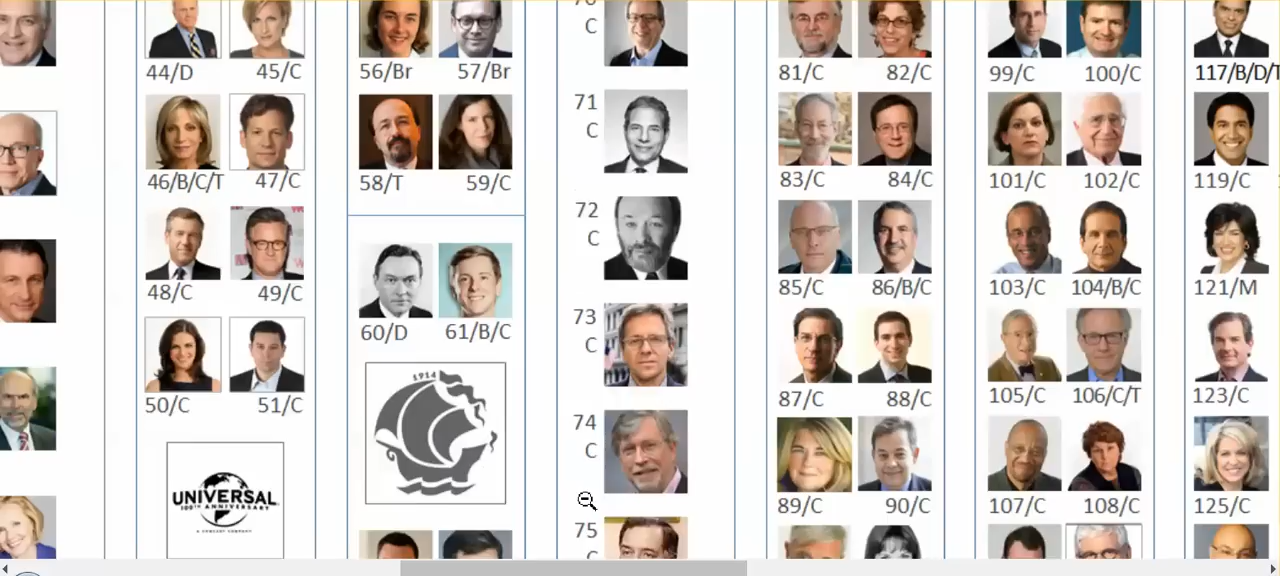 70
C
44/D 45/C
46/B/C/T 47/C
48/C 49/C
50/C 51/C
UNIVERSAL
100TH ANNIVERSARY
A COMCAST COMPANY
56/Br 57/Br
58/T 59/C
60/D 61/B/C
1914
71
C
72
C
73
C
74
C
75
C
81/C 82/C
83/C 84/C
85/C 86/B/C
87/C 88/C
89/C 90/C
99/C 100/C
101/C 102/C
103/C 104/B/C
105/C 106/C/T
107/C 108/C
117/B/D/T
119/C
121/M
123/C
125/C